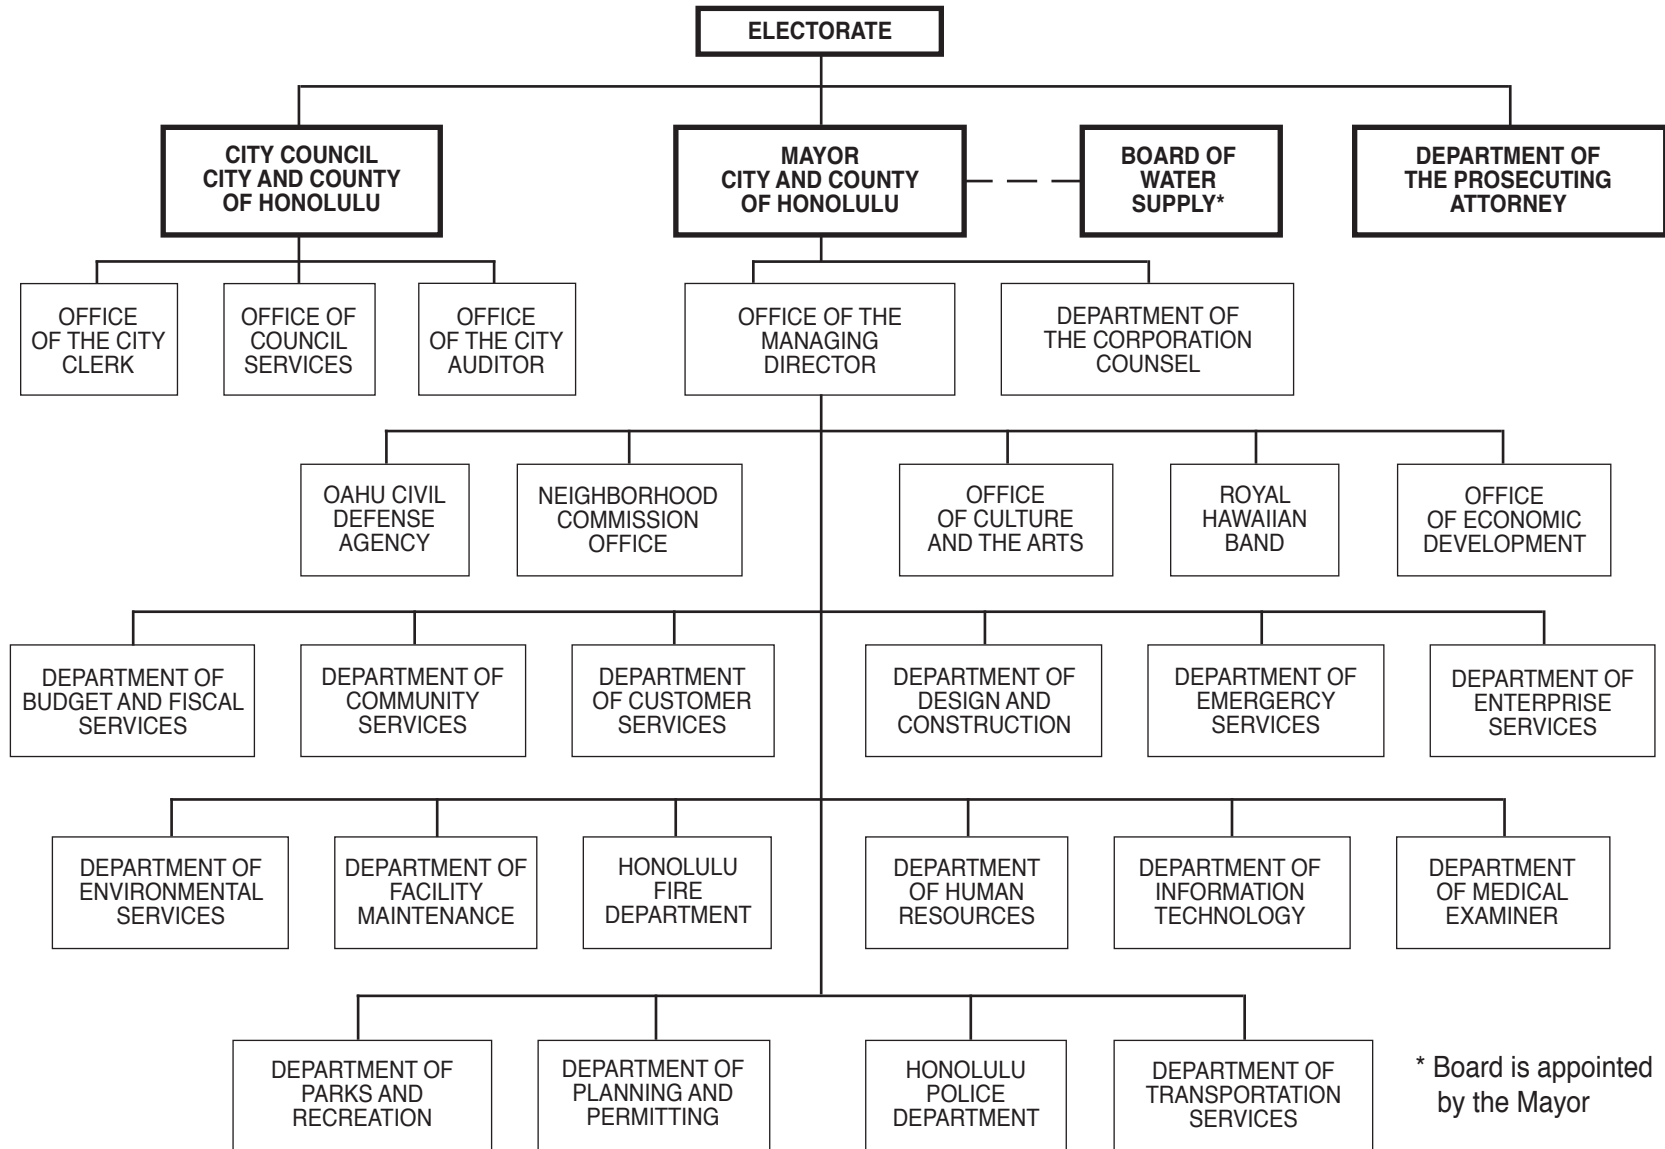 ELECTORATE
CITY COUNCIL
CITY AND COUNTY
OF HONOLULU
MAYOR
CITY AND COUNTY
OF HONOLULU
BOARD OF
WATER
SUPPLY*
DEPARTMENT OF
THE PROSECUTING
ATTORNEY
OFFICE
OF THE CITY
CLERK
OFFICE OF
COUNCIL
SERVICES
OFFICE
OF THE CITY
AUDITOR
OFFICE OF THE
MANAGING
DIRECTOR
DEPARTMENT OF
THE CORPORATION
COUNSEL
OAHU CIVIL
DEFENSE
AGENCY
NEIGHBORHOOD
COMMISSION
OFFICE
OFFICE
OF CULTURE
AND THE ARTS
ROYAL
HAWAIIAN
BAND
OFFICE
OF ECONOMIC
DEVELOPMENT
DEPARTMENT OF
BUDGET AND FISCAL
SERVICES
DEPARTMENT OF
COMMUNITY
SERVICES
DEPARTMENT
OF CUSTOMER
SERVICES
DEPARTMENT OF
DESIGN AND
CONSTRUCTION
DEPARTMENT OF
EMERGENCY
SERVICES
DEPARTMENT OF
ENTERPRISE
SERVICES
DEPARTMENT OF
ENVIRONMENTAL
SERVICES
DEPARTMENT OF
FACILITY
MAINTENANCE
HONOLULU
FIRE
DEPARTMENT
DEPARTMENT
OF HUMAN
RESOURCES
DEPARTMENT OF
INFORMATION
TECHNOLOGY
DEPARTMENT
OF MEDICAL
EXAMINER
DEPARTMENT OF
PARKS AND
RECREATION
DEPARTMENT OF
PLANNING AND
PERMITTING
HONOLULU
POLICE
DEPARTMENT
DEPARTMENT OF
TRANSPORTATION
SERVICES
* Board is appointed
by the Mayor